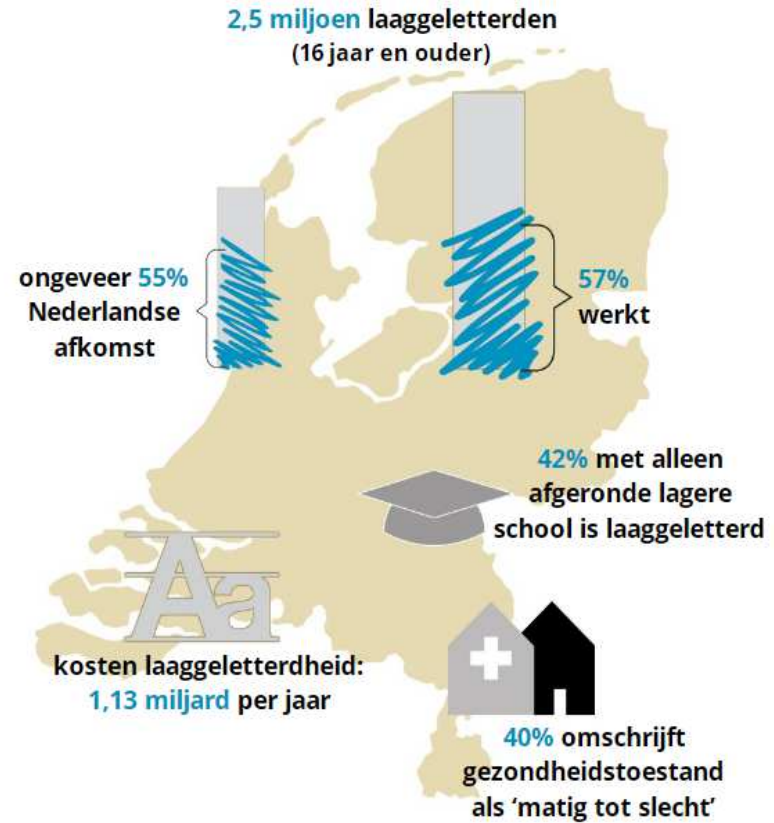 2,5 miljoen laaggeletterden
(16 jaar en ouder)
ongeveer 55%
Nederlandse
afkomst
57%
werkt
42% met alleen
afgeronde lagere
school is laaggeletterd
Aa
kosten laaggeletterdheid:
1,13 miljard per jaar
40% omschrijft
gezondheidstoestand
als ‘matig tot slecht’